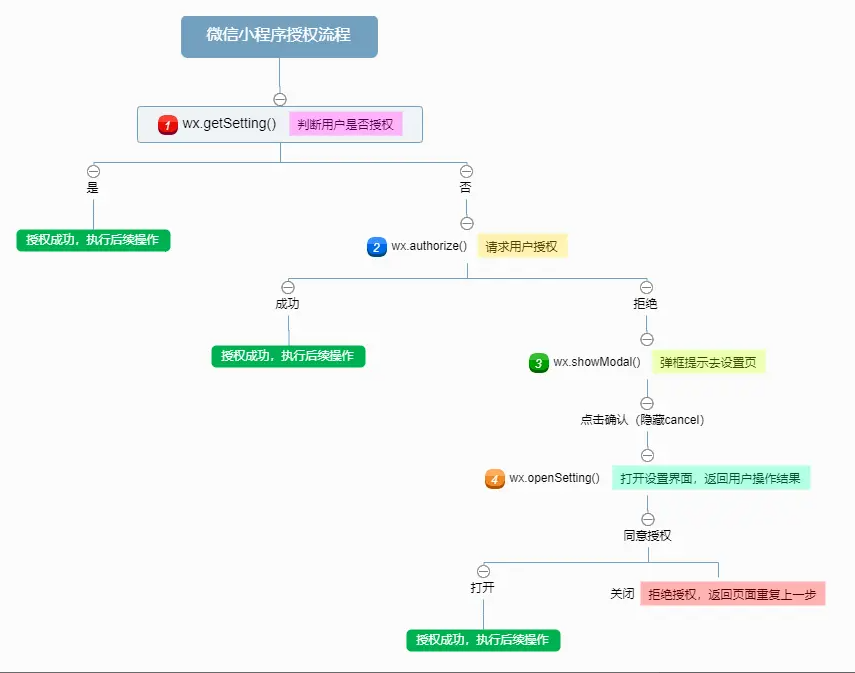 微信小程序授权流程
1 wx.getSetting() 判断用户是否授权
是 否
授权成功，执行后续操作
2 wx.authorize() 请求用户授权
成功 拒绝
授权成功，执行后续操作
3 wx.showModal() 弹框提示去设置页
点击确认（隐藏cancel）
4 wx.openSetting() 打开设置界面，返回用户操作结果
同意授权
打开 关闭 拒绝授权，返回页面重复上一步
授权成功，执行后续操作